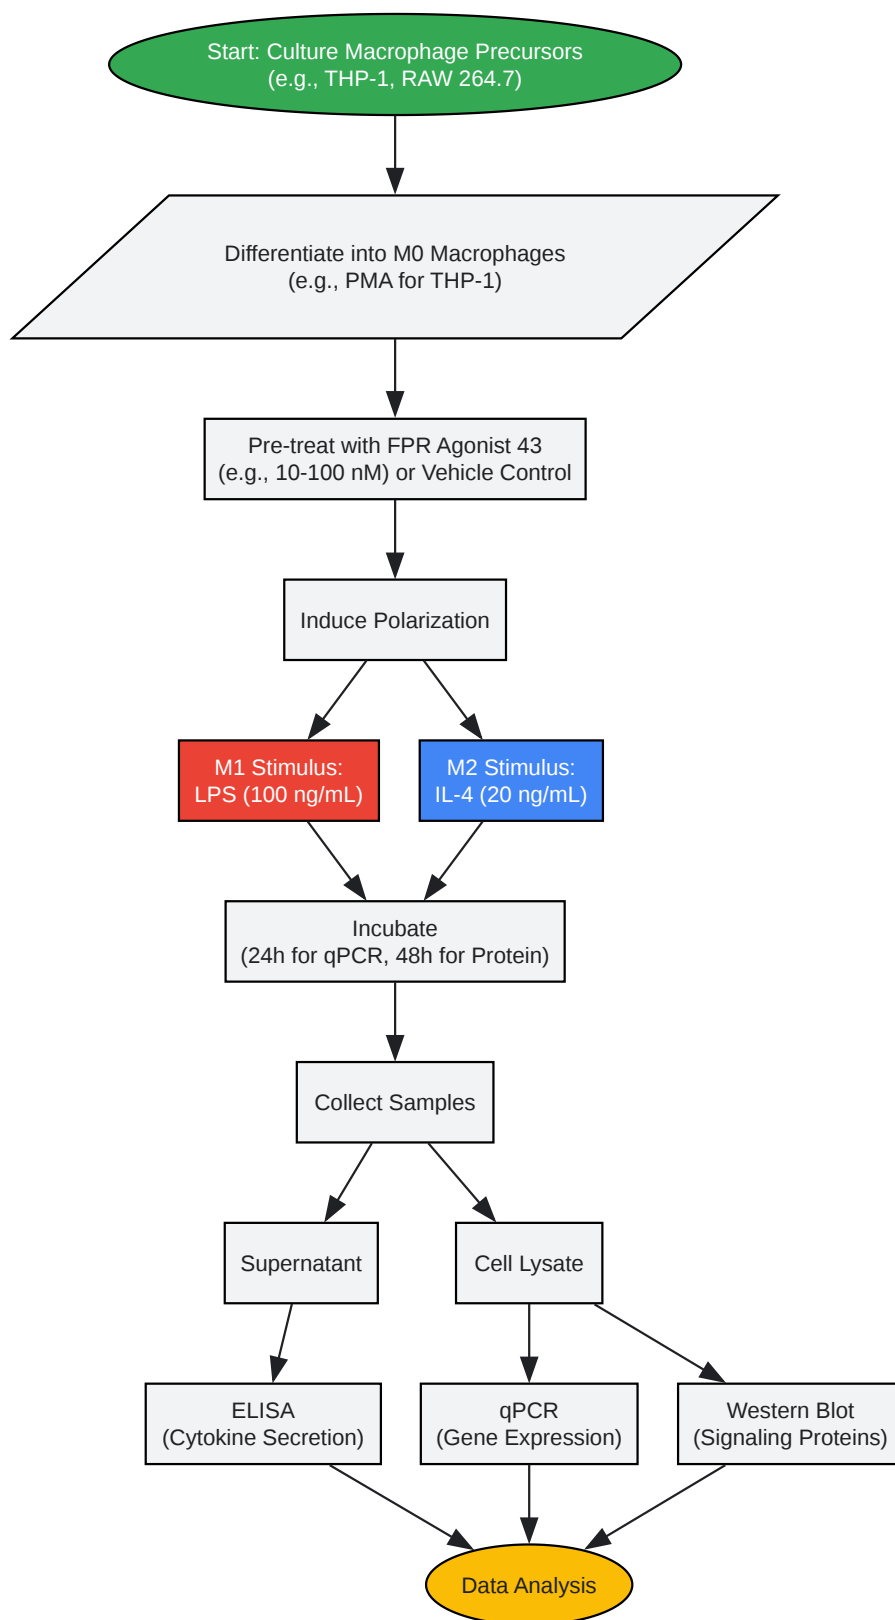 Start: Culture Macrophage Precursors
(e.g., THP-1, RAW 264.7)
Differentiate into M0 Macrophages
(e.g., PMA for THP-1)
Pre-treat with FPR Agonist 43
(e.g., 10-100 nM) or Vehicle Control
Induce Polarization
M1 Stimulus:
LPS (100 ng/mL)
M2 Stimulus:
IL-4 (20 ng/mL)
Incubate
(24h for qPCR, 48h for Protein)
Collect Samples
Supernatant
Cell Lysate
ELISA
(Cytokine Secretion)
qPCR
(Gene Expression)
Western Blot
(Signaling Proteins)
Data Analysis